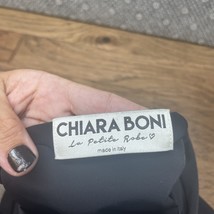 CHIARA BONI
La Petite Robe
made in Italy